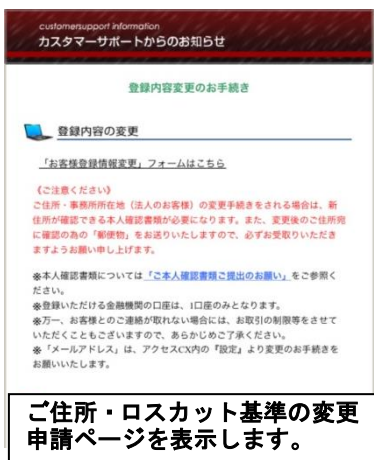 customersupport information
カスタマーサポートからのお知らせ
登録内容変更のお手続き
登録内容の変更
「お客様登録情報変更」フォームはこちら
《ご注意ください》
ご住所・事務所所在地（法人のお客様）の変更手続きをされる場合は、新
住所が確認できる本人確認書類が必要になります。また、変更後のご住所宛
に確認の為の「郵便物」をお送りいたしますので、必ずお受取りいただき
ますようお願い申し上げます。
※本人確認書類については「ご本人確認書類ご提出のお願い」をご参照く
ださい。
※登録いただける金融機関の口座は、1口座のみとなります。
※万一、お客様とのご連絡が取れない場合には、お取引の制限等をさせて
いただくこともございますので、あらかじめご了承ください。
※「メールアドレス」は、アクセスCX内の『設定』より変更のお手続きを
お願いいたします。
ご住所・ロスカット基準の変更
申請ページを表示します。